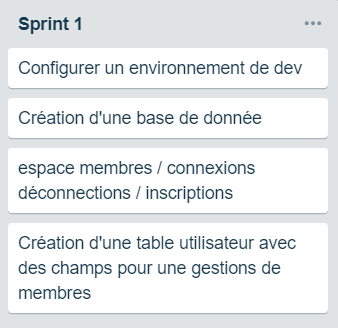 Sprint 1
Configurer un environnement de dev
Création d'une base de donnée
espace membres / connexions
déconnections / inscriptions
Création d'une table utilisateur avec
des champs pour une gestions de
membres